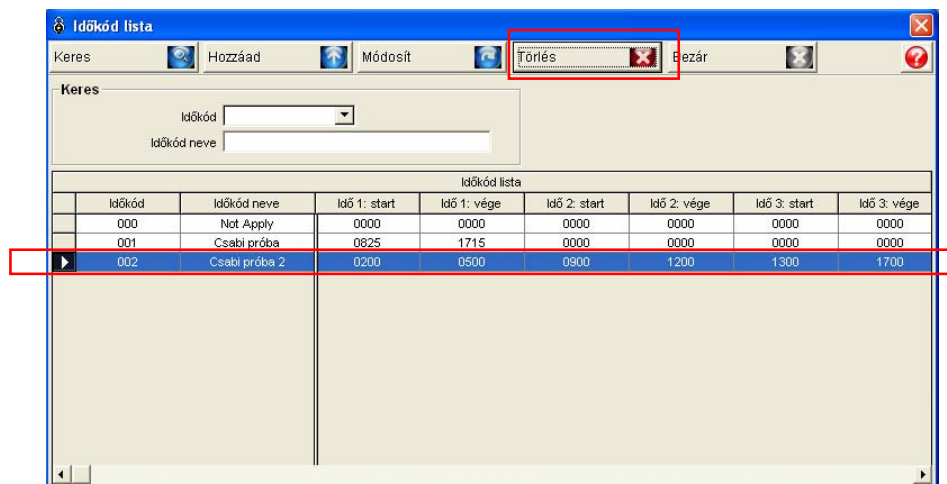 Időkód lista
Keres Hozzáad Módosít Törlés Bezár ?
Keres
Időkód
Időkód neve
Időkód lista
Időkód Időkód neve Idő 1: start Idő 1: vége Idő 2: start Idő 2: vége Idő 3: start Idő 3: vége
000 Not Apply 0000 0000 0000 0000 0000 0000
001 Csabi próba 0825 1715 0000 0000 0000 0000
002 Csabi próba 2 0200 0500 0900 1200 1300 1700